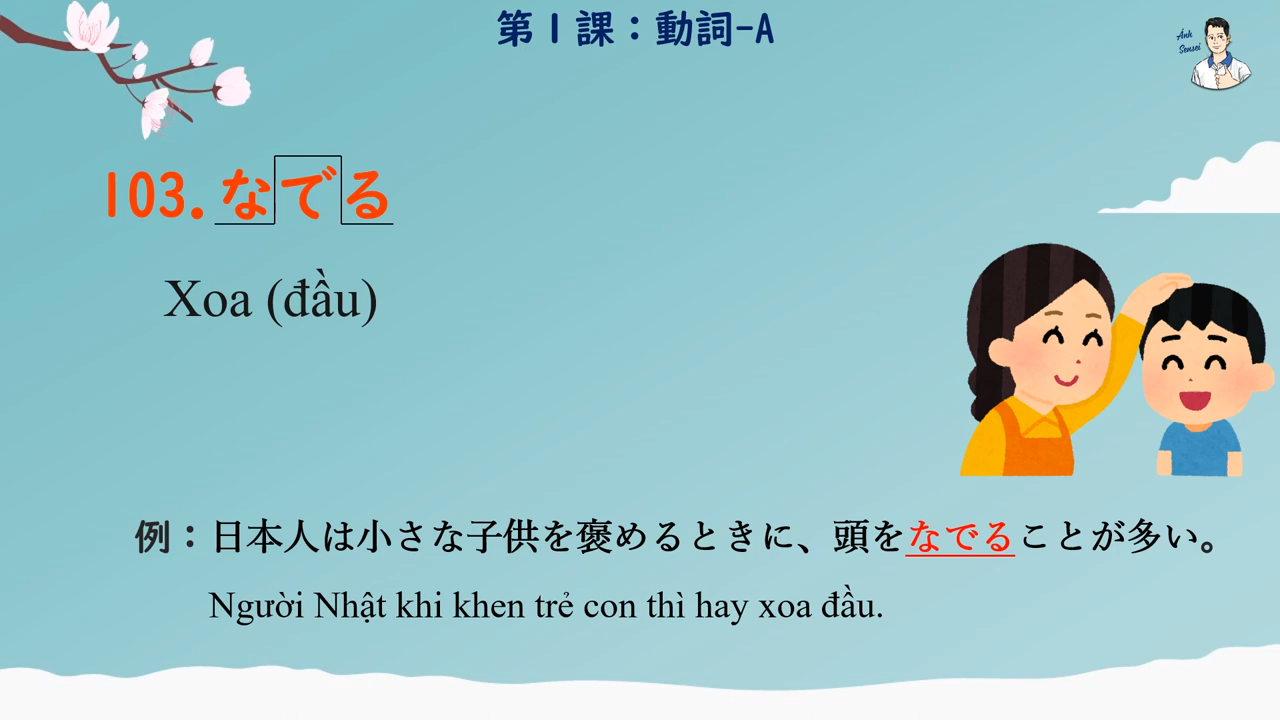 第1課：動詞-A
Anh
Sensei
103.なでる
Xoa (đầu)
例：日本人は小さな子供を褒めるときに、頭をなでることが多い。
Người Nhật khi khen trẻ con thì hay xoa đầu.